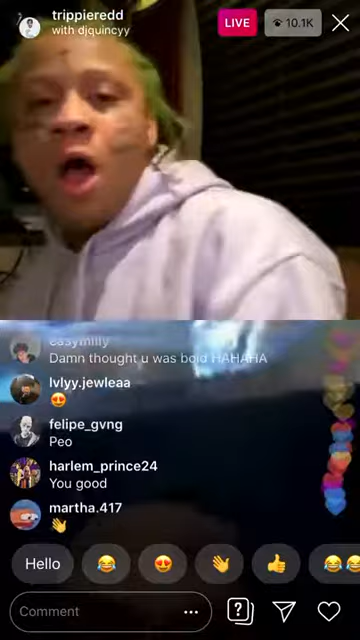 trippieredd
with djquincyy
LIVE
10.1K
easymilly
Damn thought u was bold HAHAHA
lvlyy.jewleaa
😍
felipe_gvng
Peo
harlem_prince24
You good
martha.417
👋
Hello 😂 😍 👋 👍 😂😂
Comment